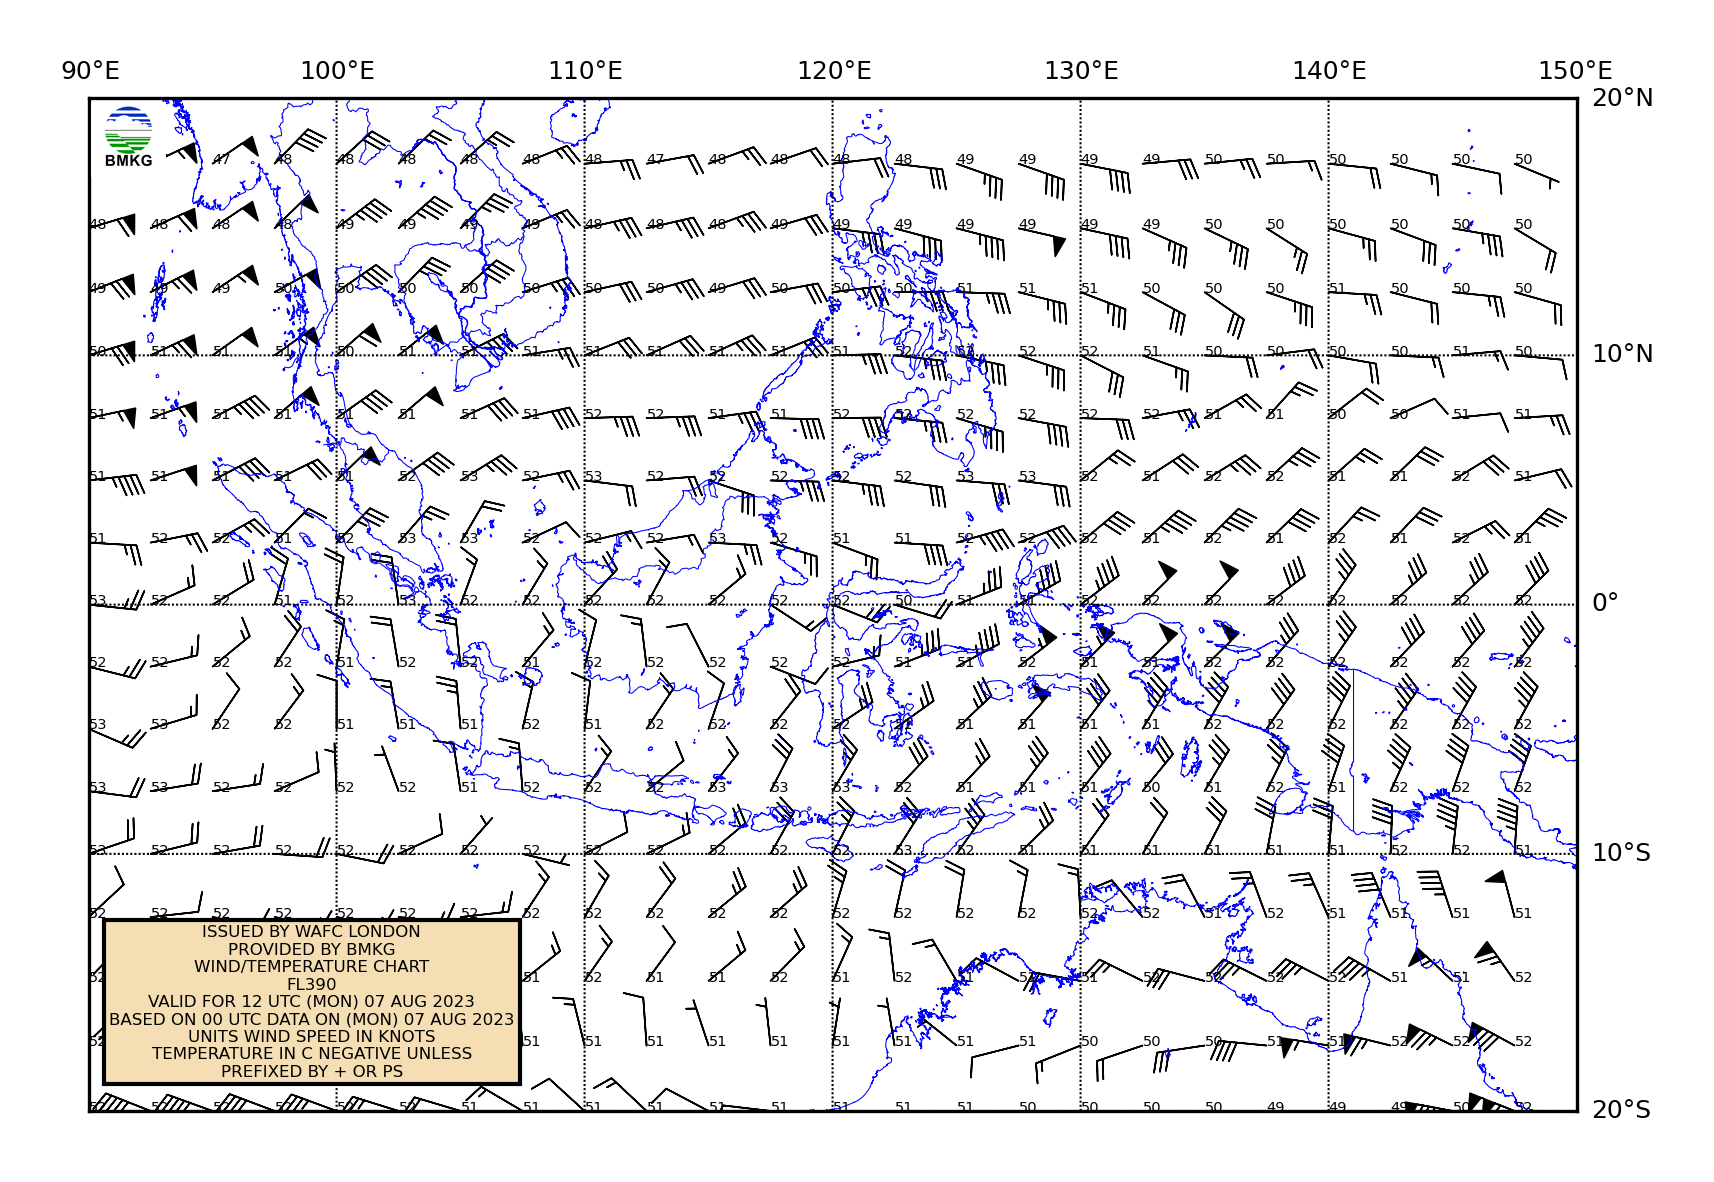 90°E 100°E 110°E 120°E 130°E 140°E 150°E
20°N
BMKG
47 48 48 48 48 48 48 47 48 48 48 48 49 49 49 49 50 50 50 50 50 50
48 48 48 48 49 49 49 49 48 48 48 49 49 49 49 49 49 49 50 50 50 50 50 50
49 49 49 50 50 50 50 50 50 50 49 49 50 50 51 51 51 50 50 50 51 50 50 50
50 51 51 51 50 51 51 51 51 51 51 51 51 52 52 52 52 51 50 50 50 50 51 50 10°N
51 51 51 51 51 51 51 51 52 52 51 51 52 52 52 52 52 52 51 51 50 50 51 51
51 51 51 51 51 52 53 52 53 52 52 52 52 52 53 53 52 51 52 52 51 51 52 51
51 52 52 51 52 53 53 52 51 52 53 52 51 51 52 52 52 51 52 51 52 51 52 51
53 52 52 51 52 53 52 52 52 52 52 52 52 50 51 50 52 52 52 52 52 52 52 52 0°
52 52 52 52 51 52 52 51 52 52 52 52 52 51 51 52 51 51 52 52 52 52 52 52
53 53 52 52 51 51 51 52 51 52 51 52 52 51 51 51 51 51 52 52 52 52 52 52
53 53 52 52 52 52 51 52 52 52 53 53 53 52 51 51 50 50 51 52 51 52 52 52
53 52 52 52 52 52 52 52 52 52 52 52 52 53 52 51 51 51 51 51 51 52 51 51 10°S
52 52 52 52 52 52 52 52 52 52 52 52 52 52 52 52 52 52 51 52 51 51 51 51
52 51 52 51 51 52 51 52 51 51 51 52 52 52 51 51 51 52
52 51 51 51 51 51 51 51 51 51 50 50 50 51 51 52 52 52
ISSUED BY WAFC LONDON
PROVIDED BY BMKG
WIND/TEMPERATURE CHART
FL390
VALID FOR 12 UTC (MON) 07 AUG 2023
BASED ON 00 UTC DATA ON (MON) 07 AUG 2023
UNITS WIND SPEED IN KNOTS
TEMPERATURE IN C NEGATIVE UNLESS
PREFIXED BY + OR PS
52 52 52 52 52 52 51 51 51 51 51 51 51 51 51 50 50 50 50 49 49 49 50 52 20°S